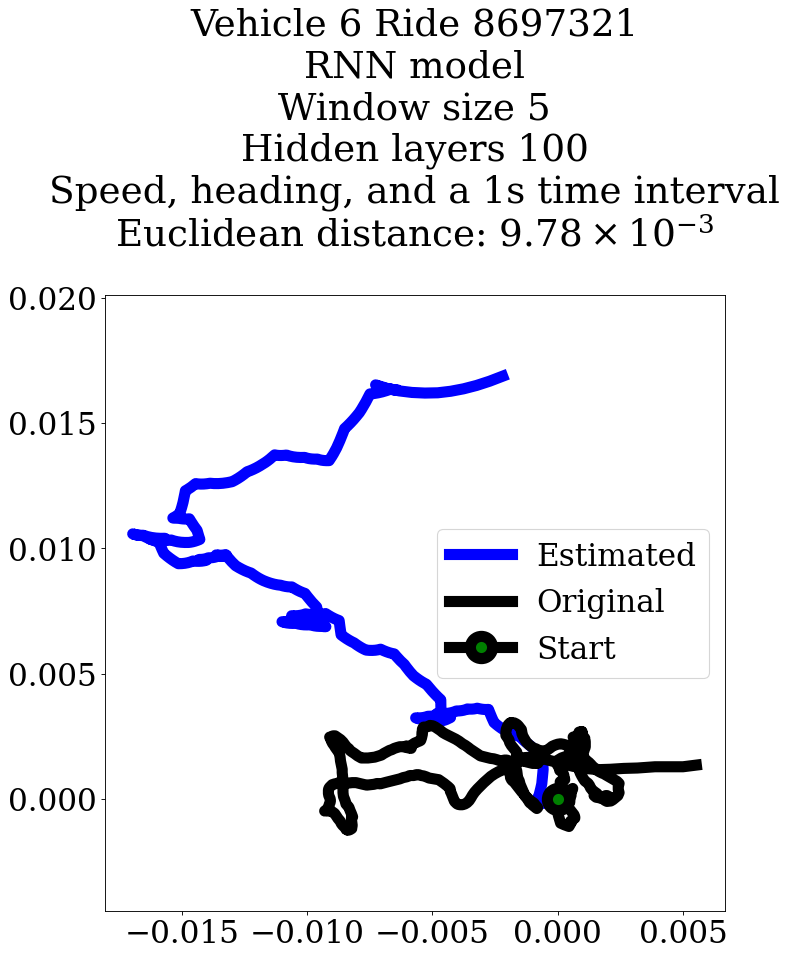 Vehicle 6 Ride 8697321
RNN model
Window size 5
Hidden layers 100
Speed, heading, and a 1s time interval
Euclidean distance: 9.78 × 10⁻³
0.020
0.015
0.010
0.005
0.000
Estimated
Original
Start
−0.015 −0.010 −0.005 0.000 0.005